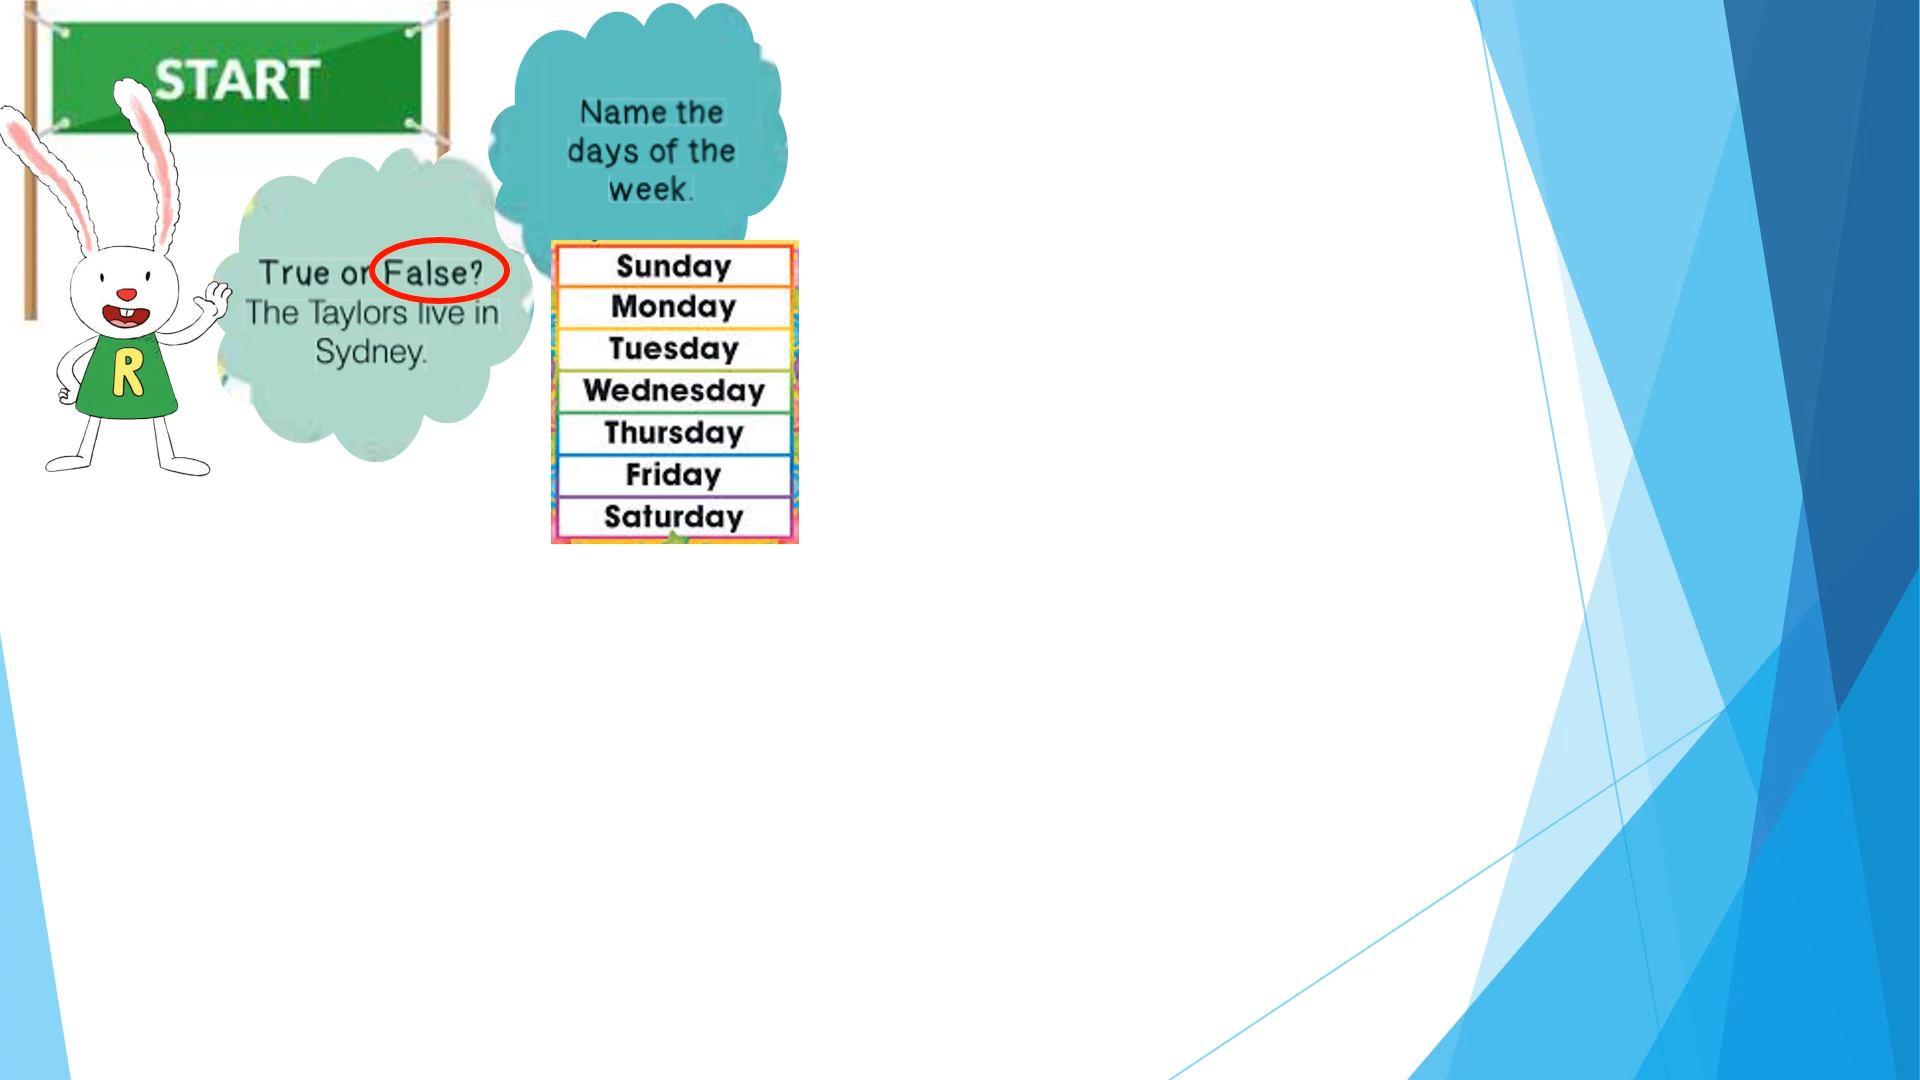 START
R
True or False?
The Taylors live in
Sydney.
Name the
days of the
week.
Sunday
Monday
Tuesday
Wednesday
Thursday
Friday
Saturday